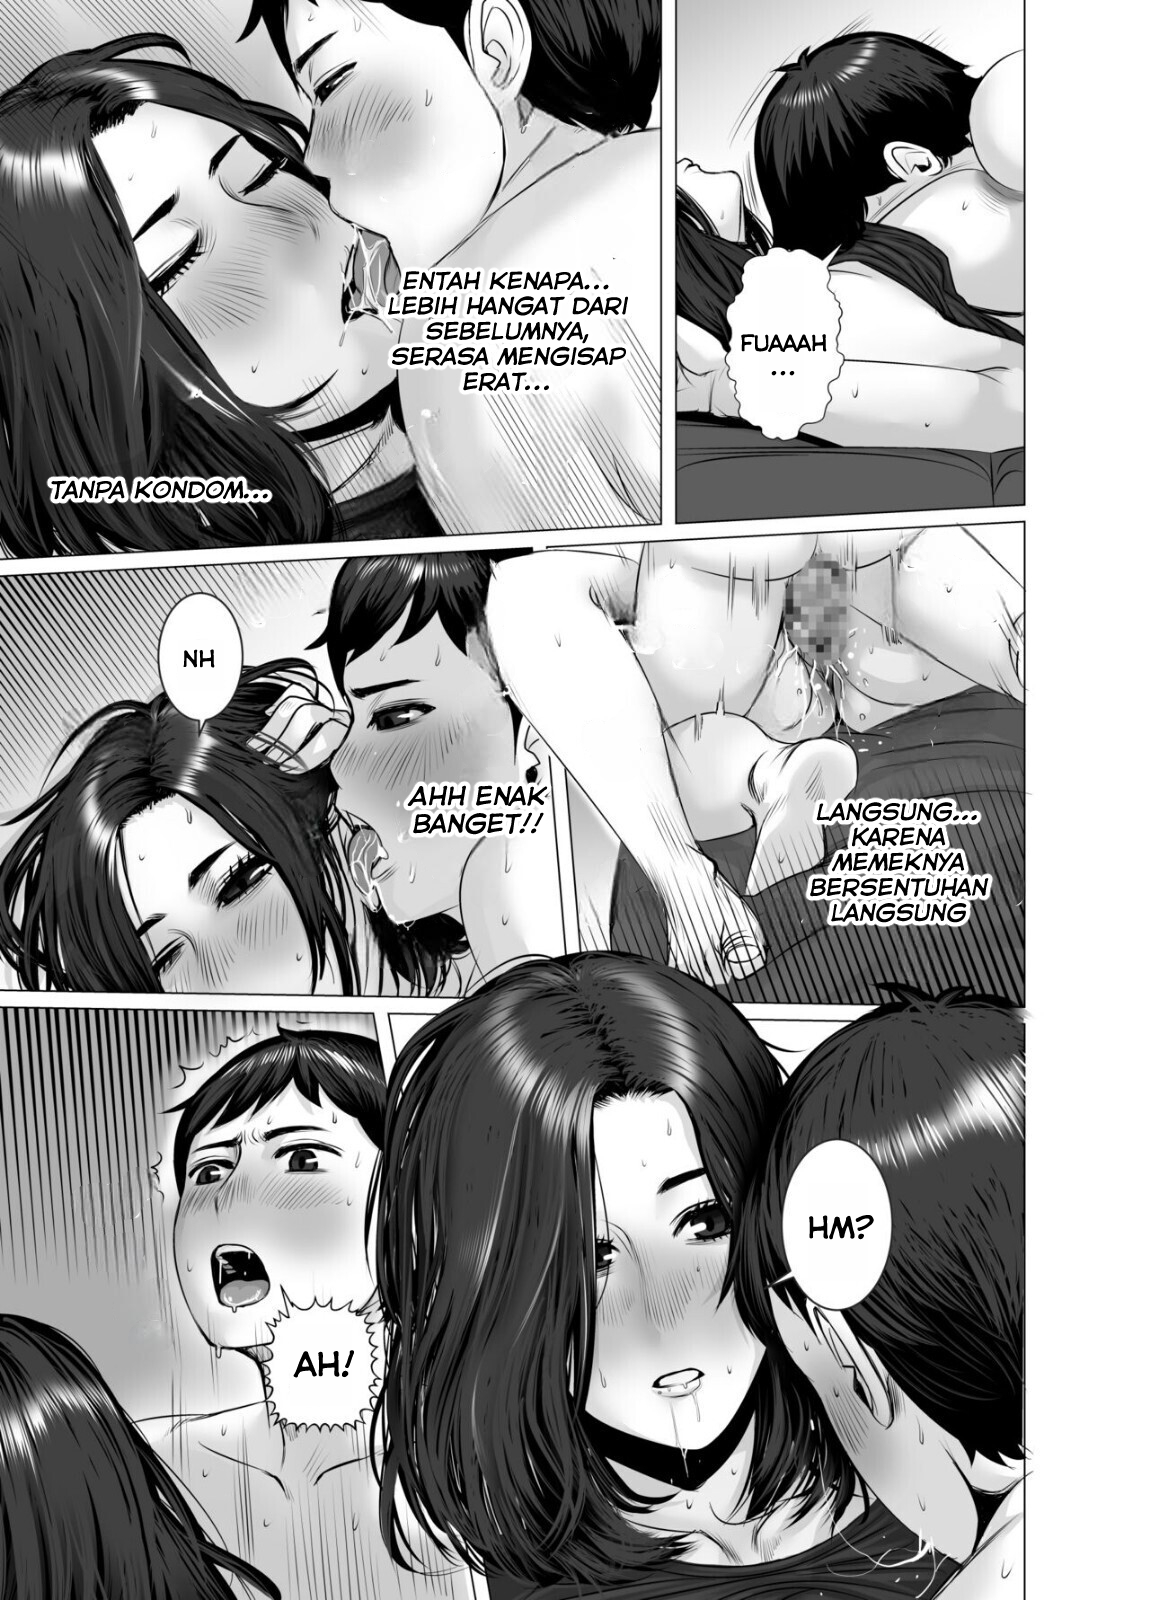 FUAAAH
...
ENTAH KENAPA...
LEBIH HANGAT DARI
SEBELUMNYA,
SERASA MENGISAP
ERAT...
TANPA KONDOM...
LANGSUNG...
KARENA
MEMEKNYA
BERSENTUHAN
LANGSUNG
AHH ENAK
BANGET!!
NH
HM?
AH!